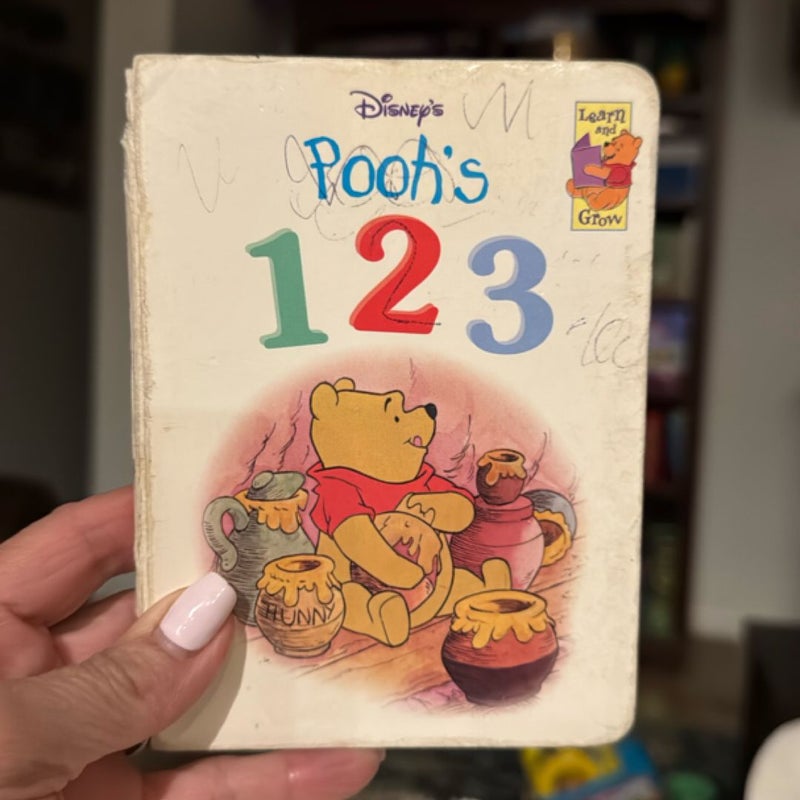 Disney's
Learn
and
Grow
Pooh's
1 2 3
HUNNY